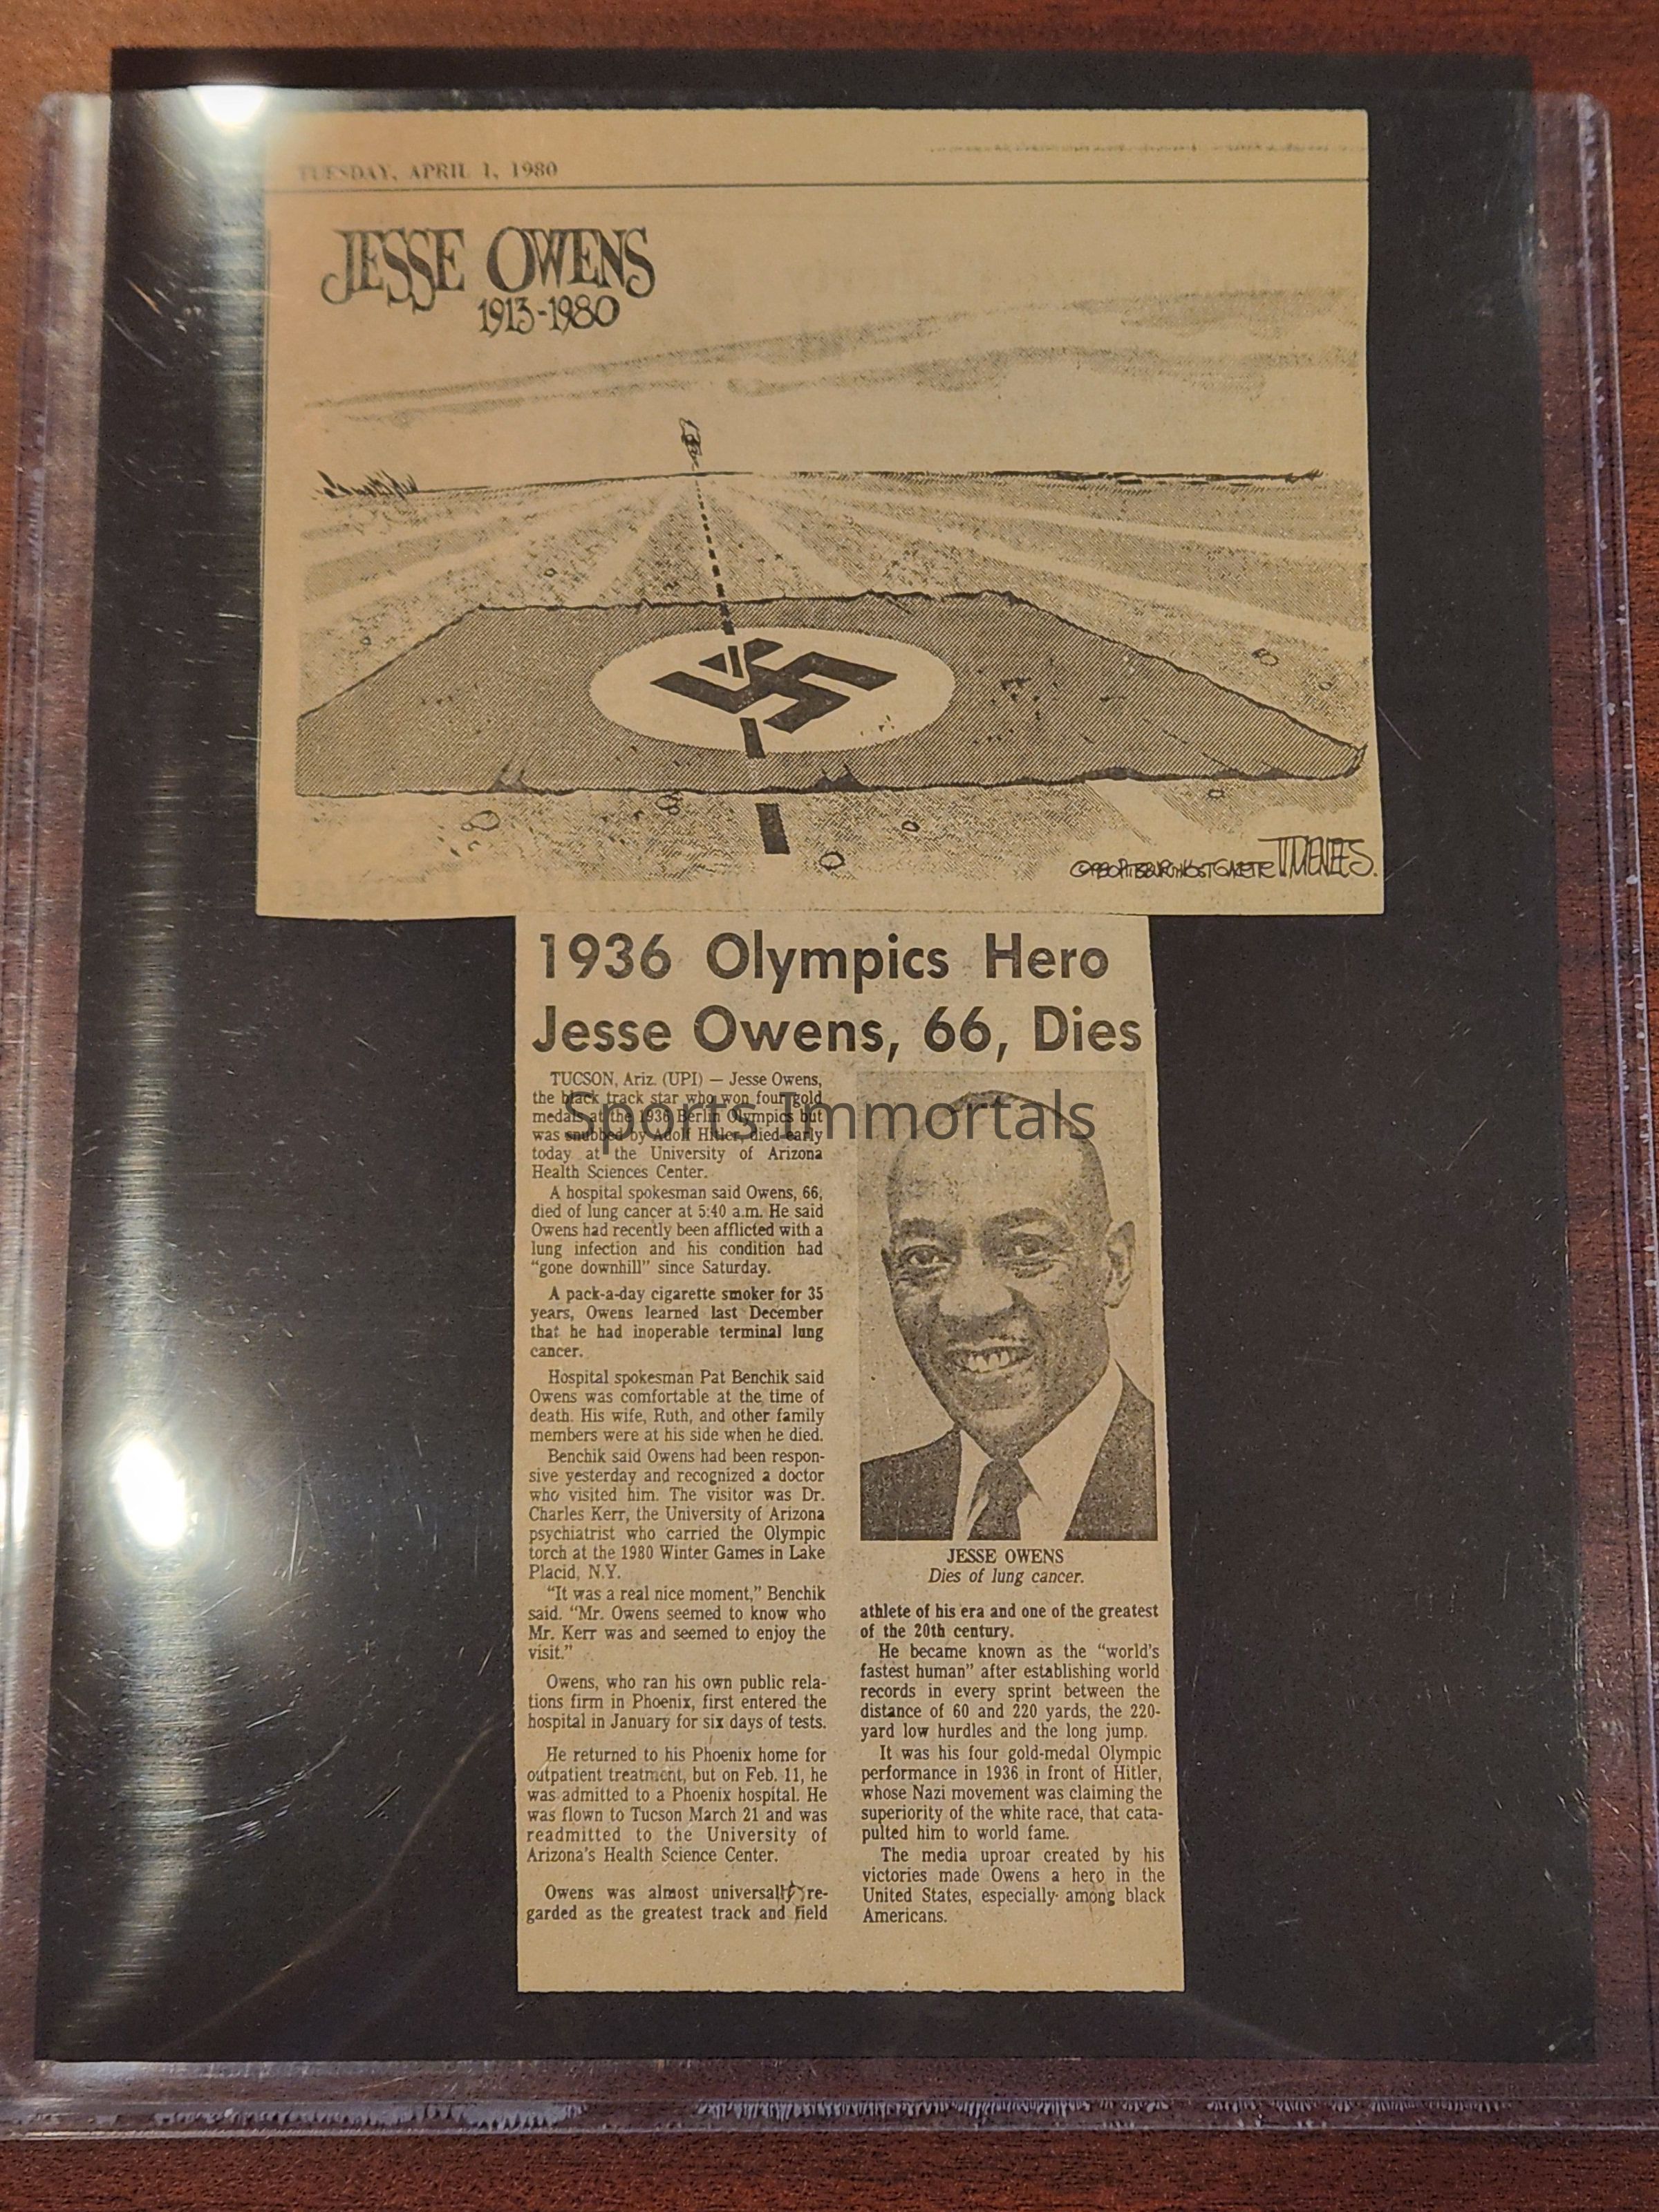 TUESDAY, APRIL 1, 1980
JESSE OWENS
1913-1980
©1980 PITTSBURGH POST GAZETTE TIM MENEES.
1936 Olympics Hero
Jesse Owens, 66, Dies
TUCSON, Ariz. (UPI) — Jesse Owens,
the black track star who won four gold
medals at the 1936 Berlin Olympics but
was snubbed by Adolf Hitler, died early
today at the University of Arizona
Health Sciences Center.
A hospital spokesman said Owens, 66,
died of lung cancer at 5:40 a.m. He said
Owens had recently been afflicted with a
lung infection and his condition had
“gone downhill” since Saturday.
A pack-a-day cigarette smoker for 35
years, Owens learned last December
that he had inoperable terminal lung
cancer.
Hospital spokesman Pat Benchik said
Owens was comfortable at the time of
death. His wife, Ruth, and other family
members were at his side when he died.
Benchik said Owens had been respon-
sive yesterday and recognized a doctor
who visited him. The visitor was Dr.
Charles Kerr, the University of Arizona
psychiatrist who carried the Olympic
torch at the 1980 Winter Games in Lake
Placid, N.Y.
“It was a real nice moment,” Benchik
said. “Mr. Owens seemed to know who
Mr. Kerr was and seemed to enjoy the
visit.”
Owens, who ran his own public rela-
tions firm in Phoenix, first entered the
hospital in January for six days of tests.
He returned to his Phoenix home for
outpatient treatment, but on Feb. 11, he
was admitted to a Phoenix hospital. He
was flown to Tucson March 21 and was
readmitted to the University of
Arizona's Health Science Center.
Owens was almost universally re-
garded as the greatest track and field
JESSE OWENS
Dies of lung cancer.
athlete of his era and one of the greatest
of the 20th century.
He became known as the “world's
fastest human” after establishing world
records in every sprint between the
distance of 60 and 220 yards, the 220-
yard low hurdles and the long jump.
It was his four gold-medal Olympic
performance in 1936 in front of Hitler,
whose Nazi movement was claiming the
superiority of the white race, that cata-
pulted him to world fame.
The media uproar created by his
victories made Owens a hero in the
United States, especially among black
Americans.
Sports Immortals